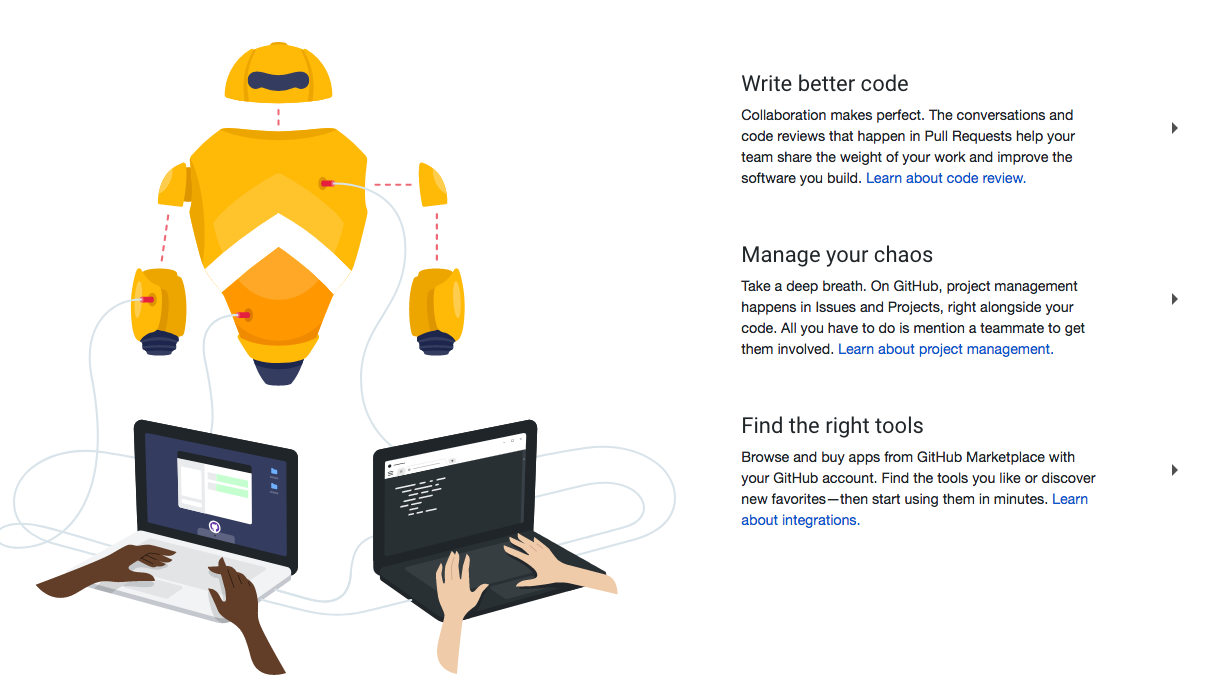 Write better code
Collaboration makes perfect. The conversations and
code reviews that happen in Pull Requests help your
team share the weight of your work and improve the
software you build. Learn about code review.
Manage your chaos
Take a deep breath. On GitHub, project management
happens in Issues and Projects, right alongside your
code. All you have to do is mention a teammate to get
them involved. Learn about project management.
Find the right tools
Browse and buy apps from GitHub Marketplace with
your GitHub account. Find the tools you like or discover
new favorites—then start using them in minutes. Learn
about integrations.